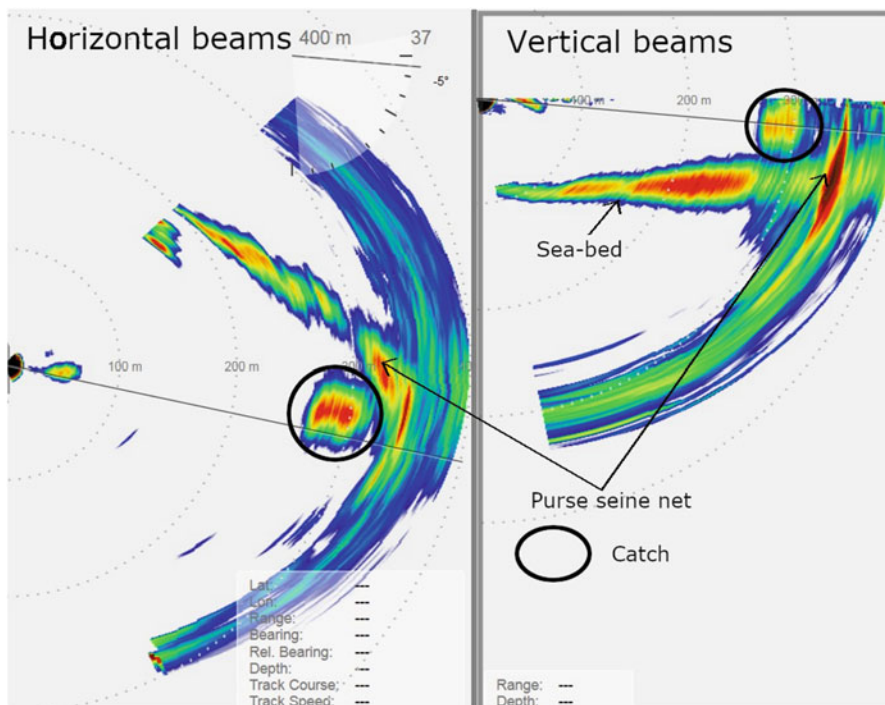 Horizontal beams
400 m
37
-5°
100 m
200 m
Lat:
---
Lon:
---
Range:
---
Bearing:
---
Rel. Bearing:
---
Depth:
---
Track Course:
---
Track Speed:
---
Vertical beams
200 m
Sea-bed
Purse seine net
Catch
Range:
---
Depth:
---